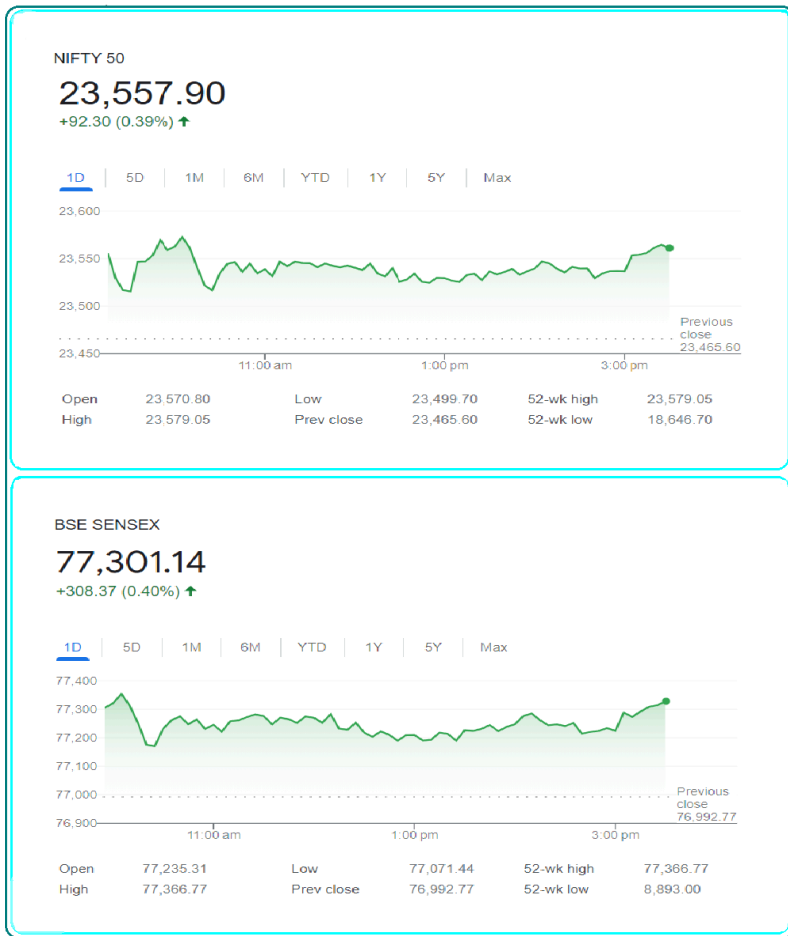 NIFTY 50
23,557.90
+92.30 (0.39%) ↑
1D 5D 1M 6M YTD 1Y 5Y Max
23,600
23,550
23,500
Previous
close
23,465.60
23,450
11:00 am 1:00 pm 3:00 pm
Open 23 570.80 Low 23,499.70 52-wk high 23,579.05
High 23 579.05 Prev close 23,465.60 52-wk low 18,646.70
BSE SENSEX
77,301.14
+308.37 (0.40%) ↑
1D 5D 1M 6M YTD 1Y 5Y Max
77,400
77,300
77,200
77,100
77,000
Previous
close
76,992.77
76,900
11:00 am 1:00 pm 3:00 pm
Open 77,235.31 Low 77,071.44 52-wk high 77,366.77
High 77,366.77 Prev close 76,992.77 52-wk low 8,893.00